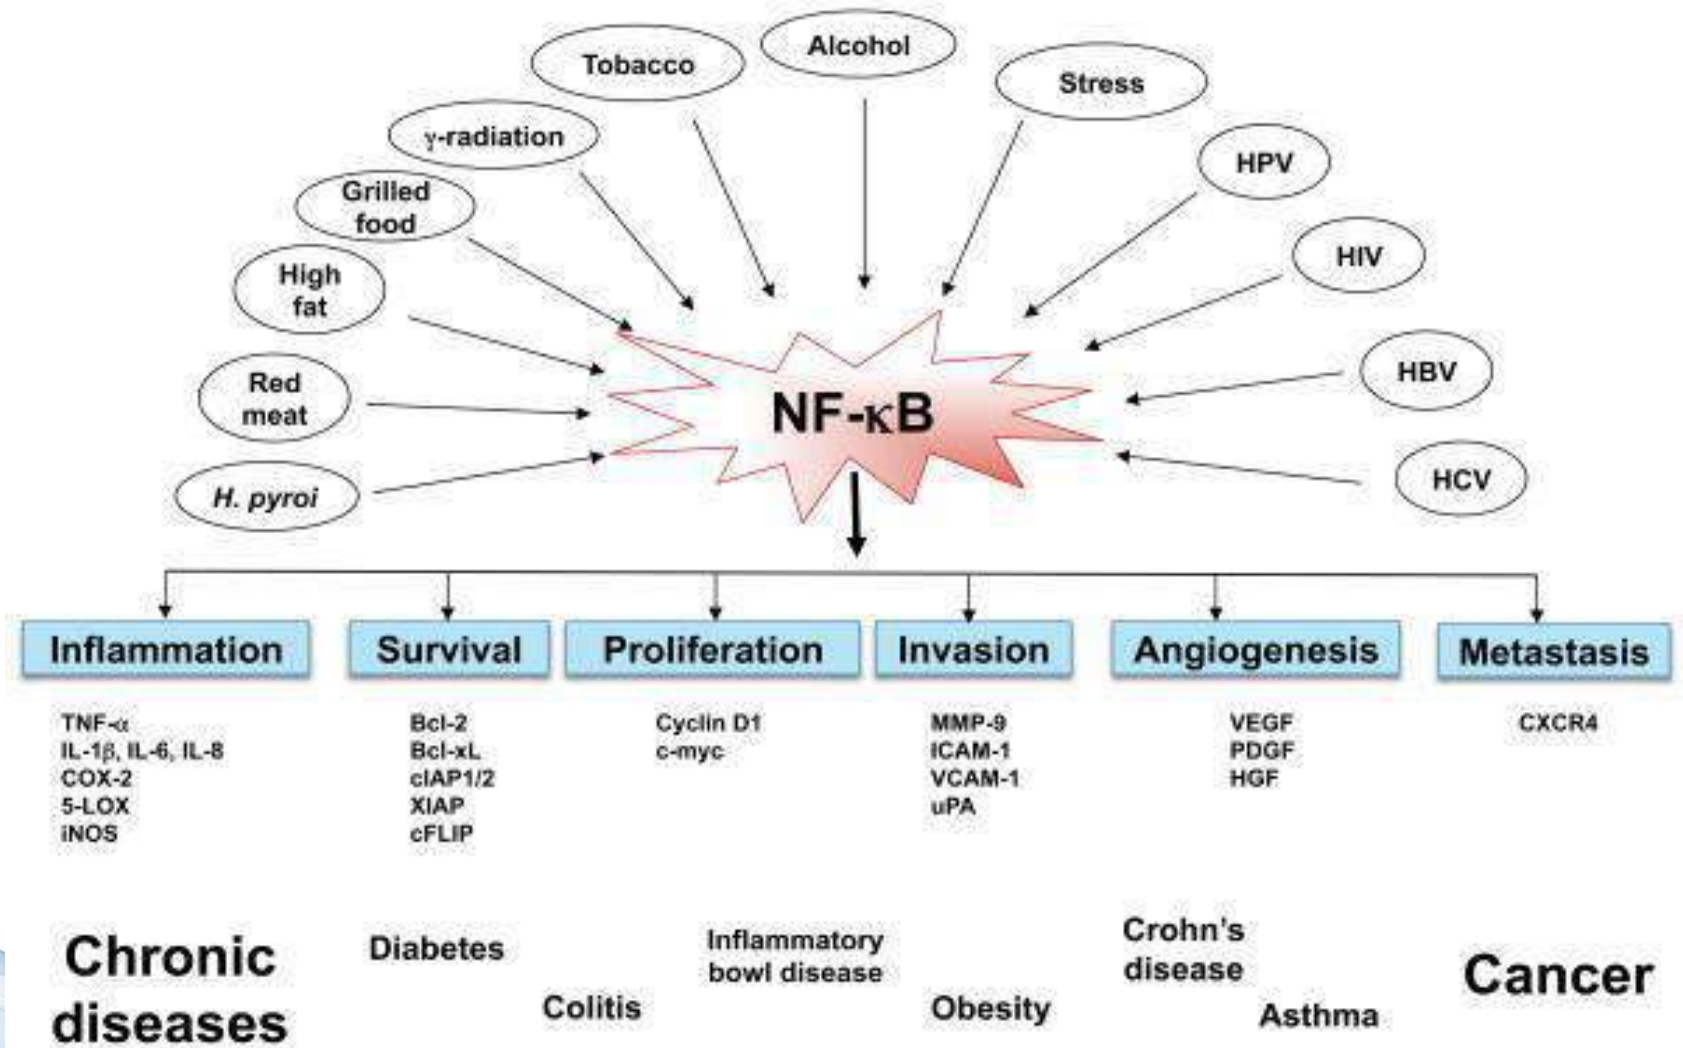 Alcohol
Tobacco
Stress
γ-radiation
HPV
Grilled
food
HIV
High
fat
HBV
Red
meat
HCV
H. pyroi
NF-κB
Inflammation
Survival
Proliferation
Invasion
Angiogenesis
Metastasis
TNF-α
IL-1β, IL-6, IL-8
COX-2
5-LOX
iNOS
Bcl-2
Bcl-xL
cIAP1/2
XIAP
cFLIP
Cyclin D1
c-myc
MMP-9
ICAM-1
VCAM-1
uPA
VEGF
PDGF
HGF
CXCR4
Chronic
diseases
Diabetes
Colitis
Inflammatory
bowl disease
Obesity
Crohn's
disease
Asthma
Cancer